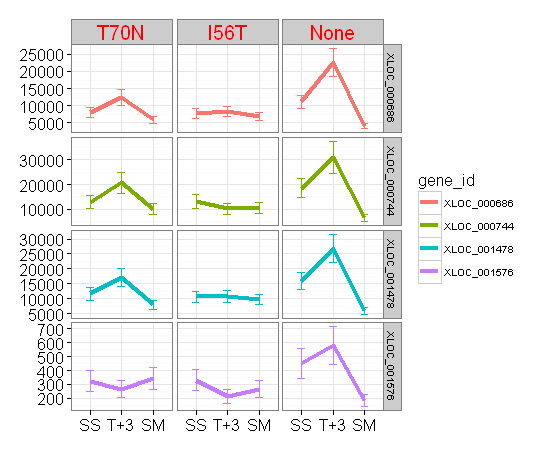 T70N I56T None
25000
20000
15000
10000
5000
XLOC_000686
30000
20000
10000
XLOC_000744
gene_id
XLOC_000686
XLOC_000744
XLOC_001478
XLOC_001576
30000
25000
20000
15000
10000
5000
XLOC_001478
700
600
500
400
300
200
XLOC_001576
SS T+3 SM SS T+3 SM SS T+3 SM